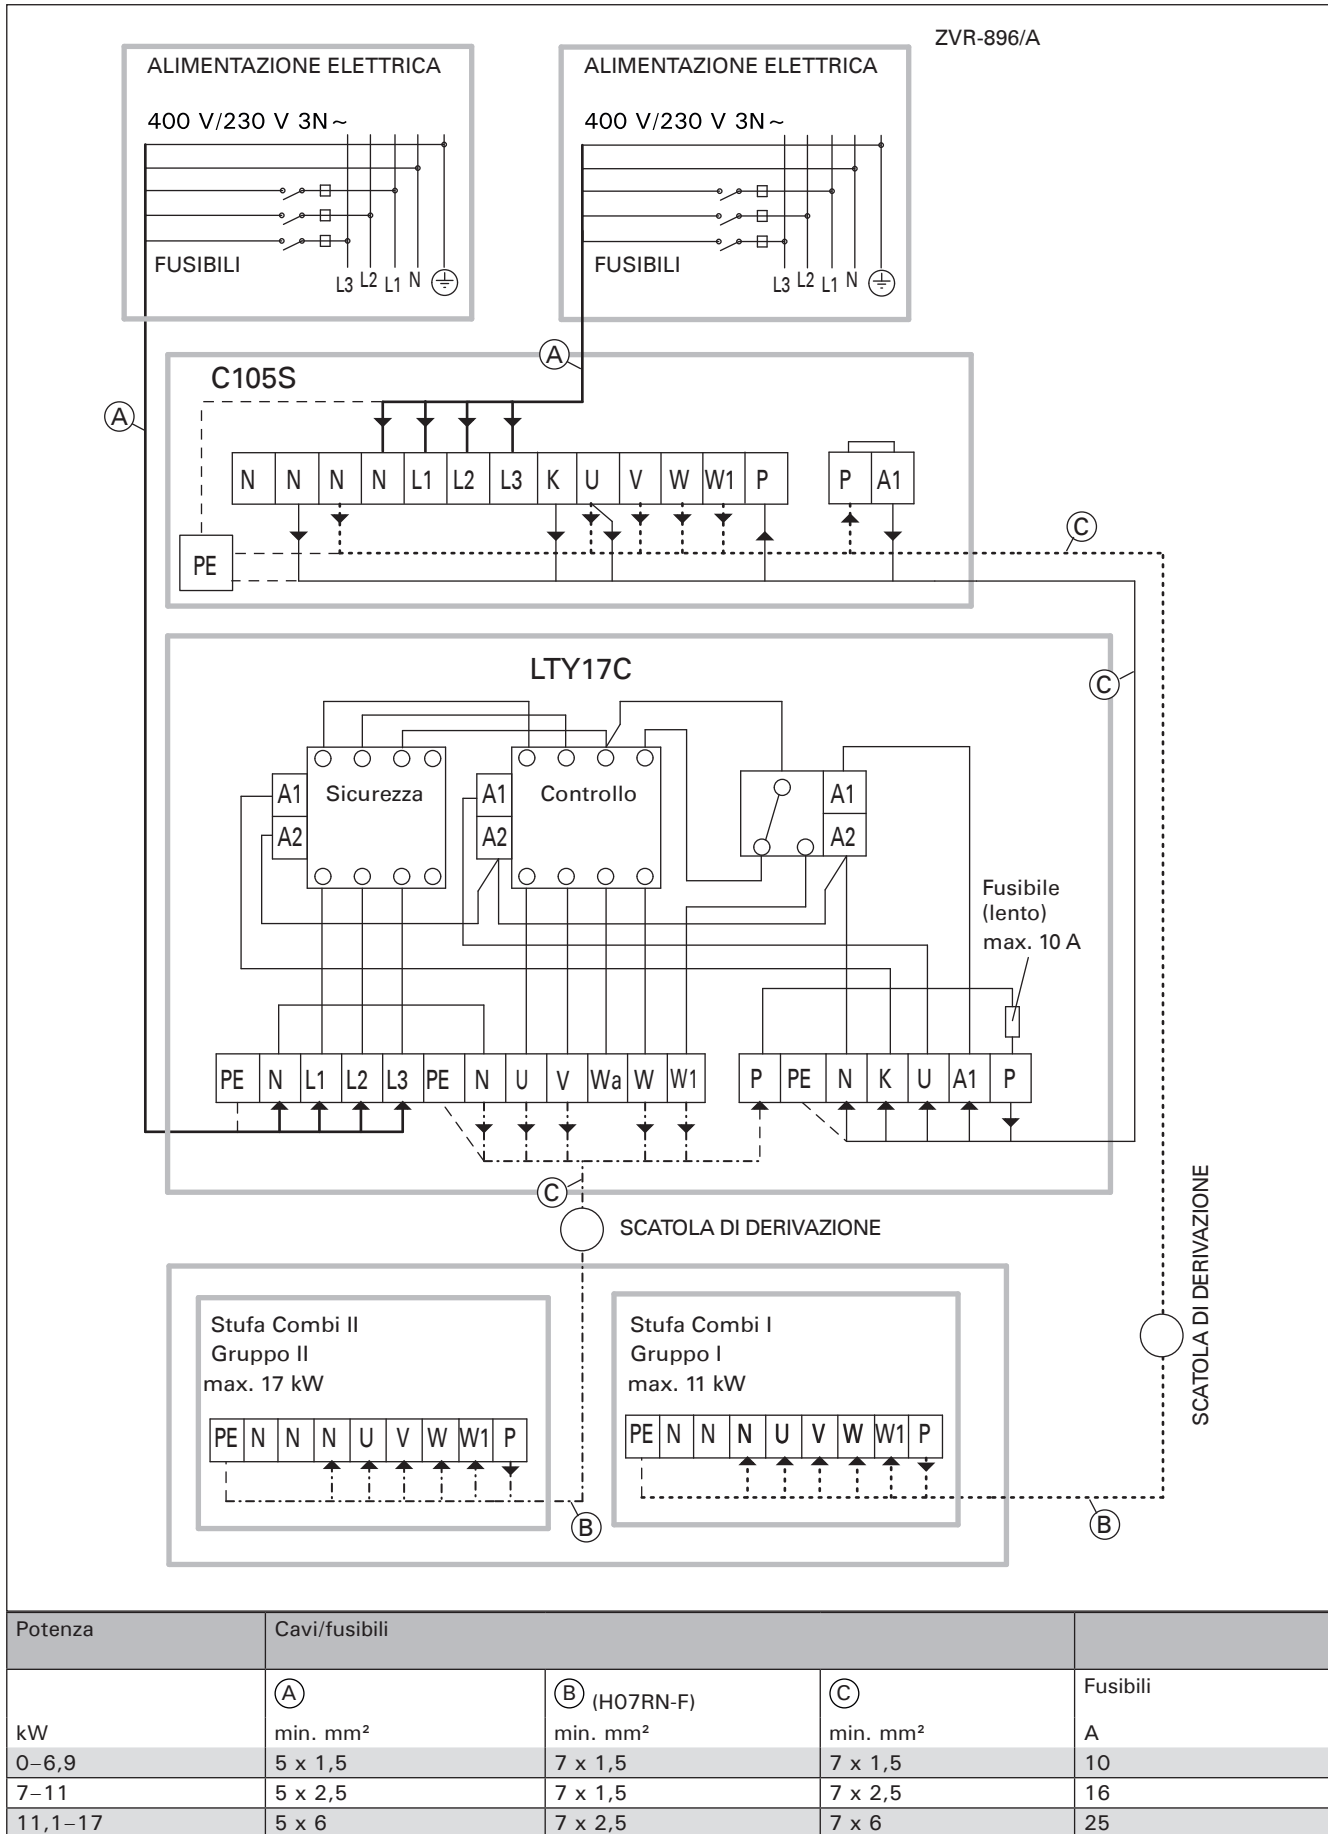 ZVR-896/A
ALIMENTAZIONE ELETTRICA
400 V/230 V 3N~
FUSIBILI
L3 L2 L1 N
ALIMENTAZIONE ELETTRICA
400 V/230 V 3N~
FUSIBILI
L3 L2 L1 N
A
A
C105S
N N N N L1 L2 L3 K U V W W1 P
P A1
PE
C
C
LTY17C
A1
A2
Sicurezza
A1
A2
Controllo
A1
A2
Fusibile
(lento)
max. 10 A
PE N L1 L2 L3 PE N U V Wa W W1
P PE N K U A1 P
C
SCATOLA DI DERIVAZIONE
SCATOLA DI DERIVAZIONE
Stufa Combi II
Gruppo II
max. 17 kW
PE N N N U V W W1 P
B
Stufa Combi I
Gruppo I
max. 11 kW
PE N N N U V W W1 P
B
Potenza Cavi/fusibili
A B (H07RN-F) C Fusibili
kW min. mm² min. mm² min. mm² A
0–6,9 5 x 1,5 7 x 1,5 7 x 1,5 10
7–11 5 x 2,5 7 x 1,5 7 x 2,5 16
11,1–17 5 x 6 7 x 2,5 7 x 6 25